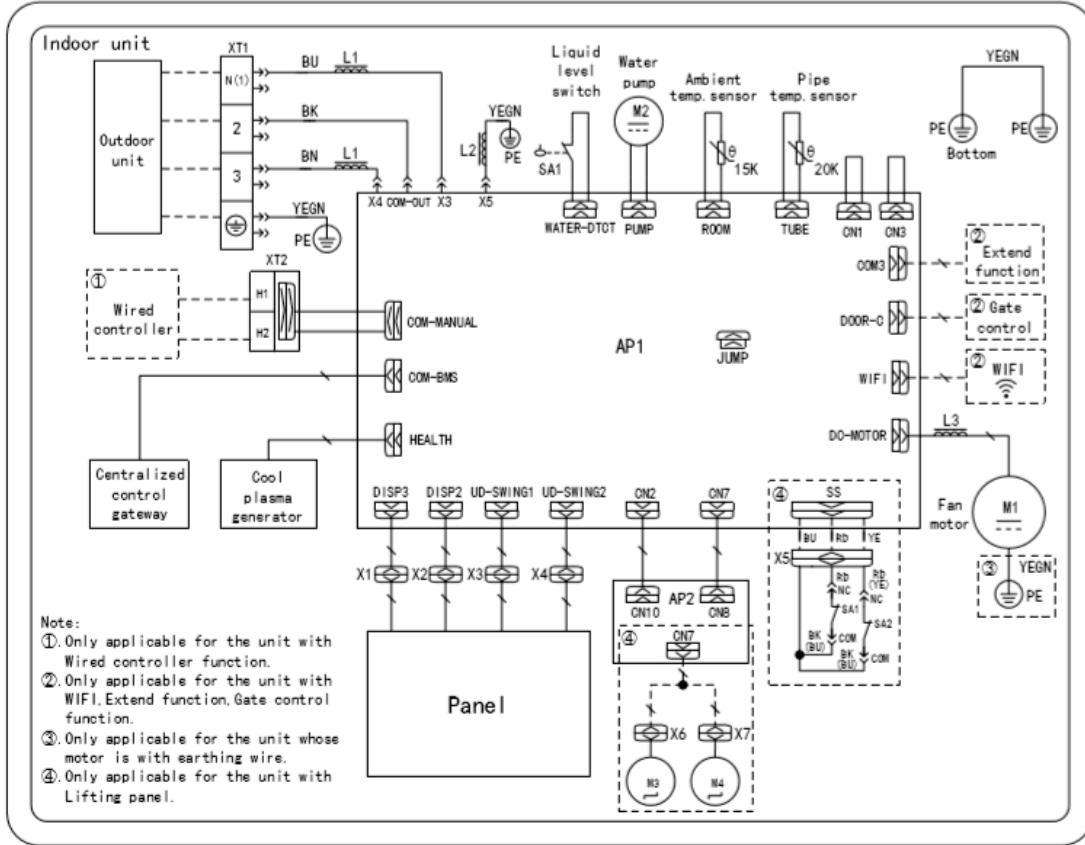 Indoor unit
XT1
BU
L1
N(1)
BK
2
BN
L1
3
YEGN
PE
Outdoor
unit
X4
COM-OUT
X3
X5
L2
YEGN
PE
Liquid
level
switch
SA1
WATER-DTCT
Water
pump
M2
PUMP
Ambient
temp. sensor
θ
15K
ROOM
Pipe
temp. sensor
θ
20K
TUBE
CN1
CN3
YEGN
PE
PE
Bottom
①
Wired
controller
XT2
H1
H2
COM-MANUAL
COM-BMS
HEALTH
Centralized
control
gateway
Cool
plasma
generator
AP1
JUMP
COM3
②
Extend
function
DOOR-C
② Gate
control
WIFI
② WIFI
DO-MOTOR
L3
Fan
motor
M1
③
YEGN
PE
DISP3
DISP2
UD-SWING1
UD-SWING2
CN2
CN7
X1
X2
X3
X4
Panel
CN10
AP2
CN8
④
CN7
X6
X7
M3
M4
④
SS
BU
Rb
YE
X5
Rb
NC
Rb
(YE)
NC
SA1
SA2
BK
(BU)
COM
BK
(BU)
COM
Note:
①. Only applicable for the unit with
Wired controller function.
②. Only applicable for the unit with
WIFI, Extend function, Gate control
function.
③. Only applicable for the unit whose
motor is with earthing wire.
④. Only applicable for the unit with
Lifting panel.